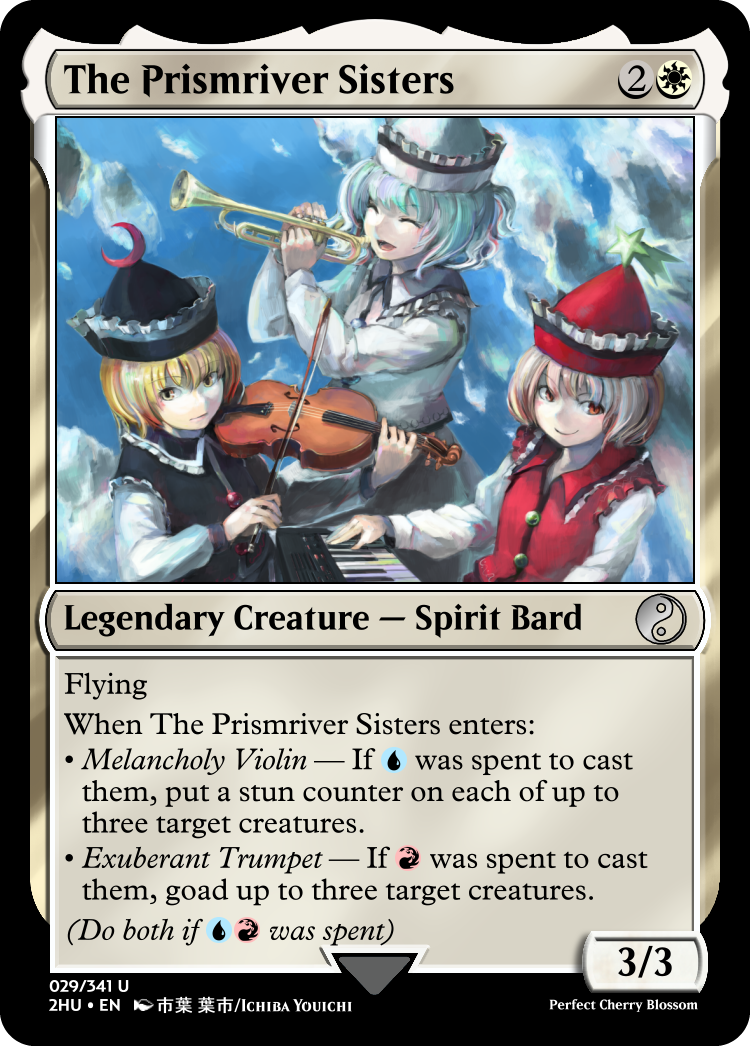 The Prismriver Sisters 2
Legendary Creature — Spirit Bard
Flying
When The Prismriver Sisters enters:
• Melancholy Violin — If was spent to cast
them, put a stun counter on each of up to
three target creatures.
• Exuberant Trumpet — If was spent to cast
them, goad up to three target creatures.
(Do both if was spent)
3/3
029/341 U
2HU • EN 市葉 葉市/Ichiba Youichi
Perfect Cherry Blossom